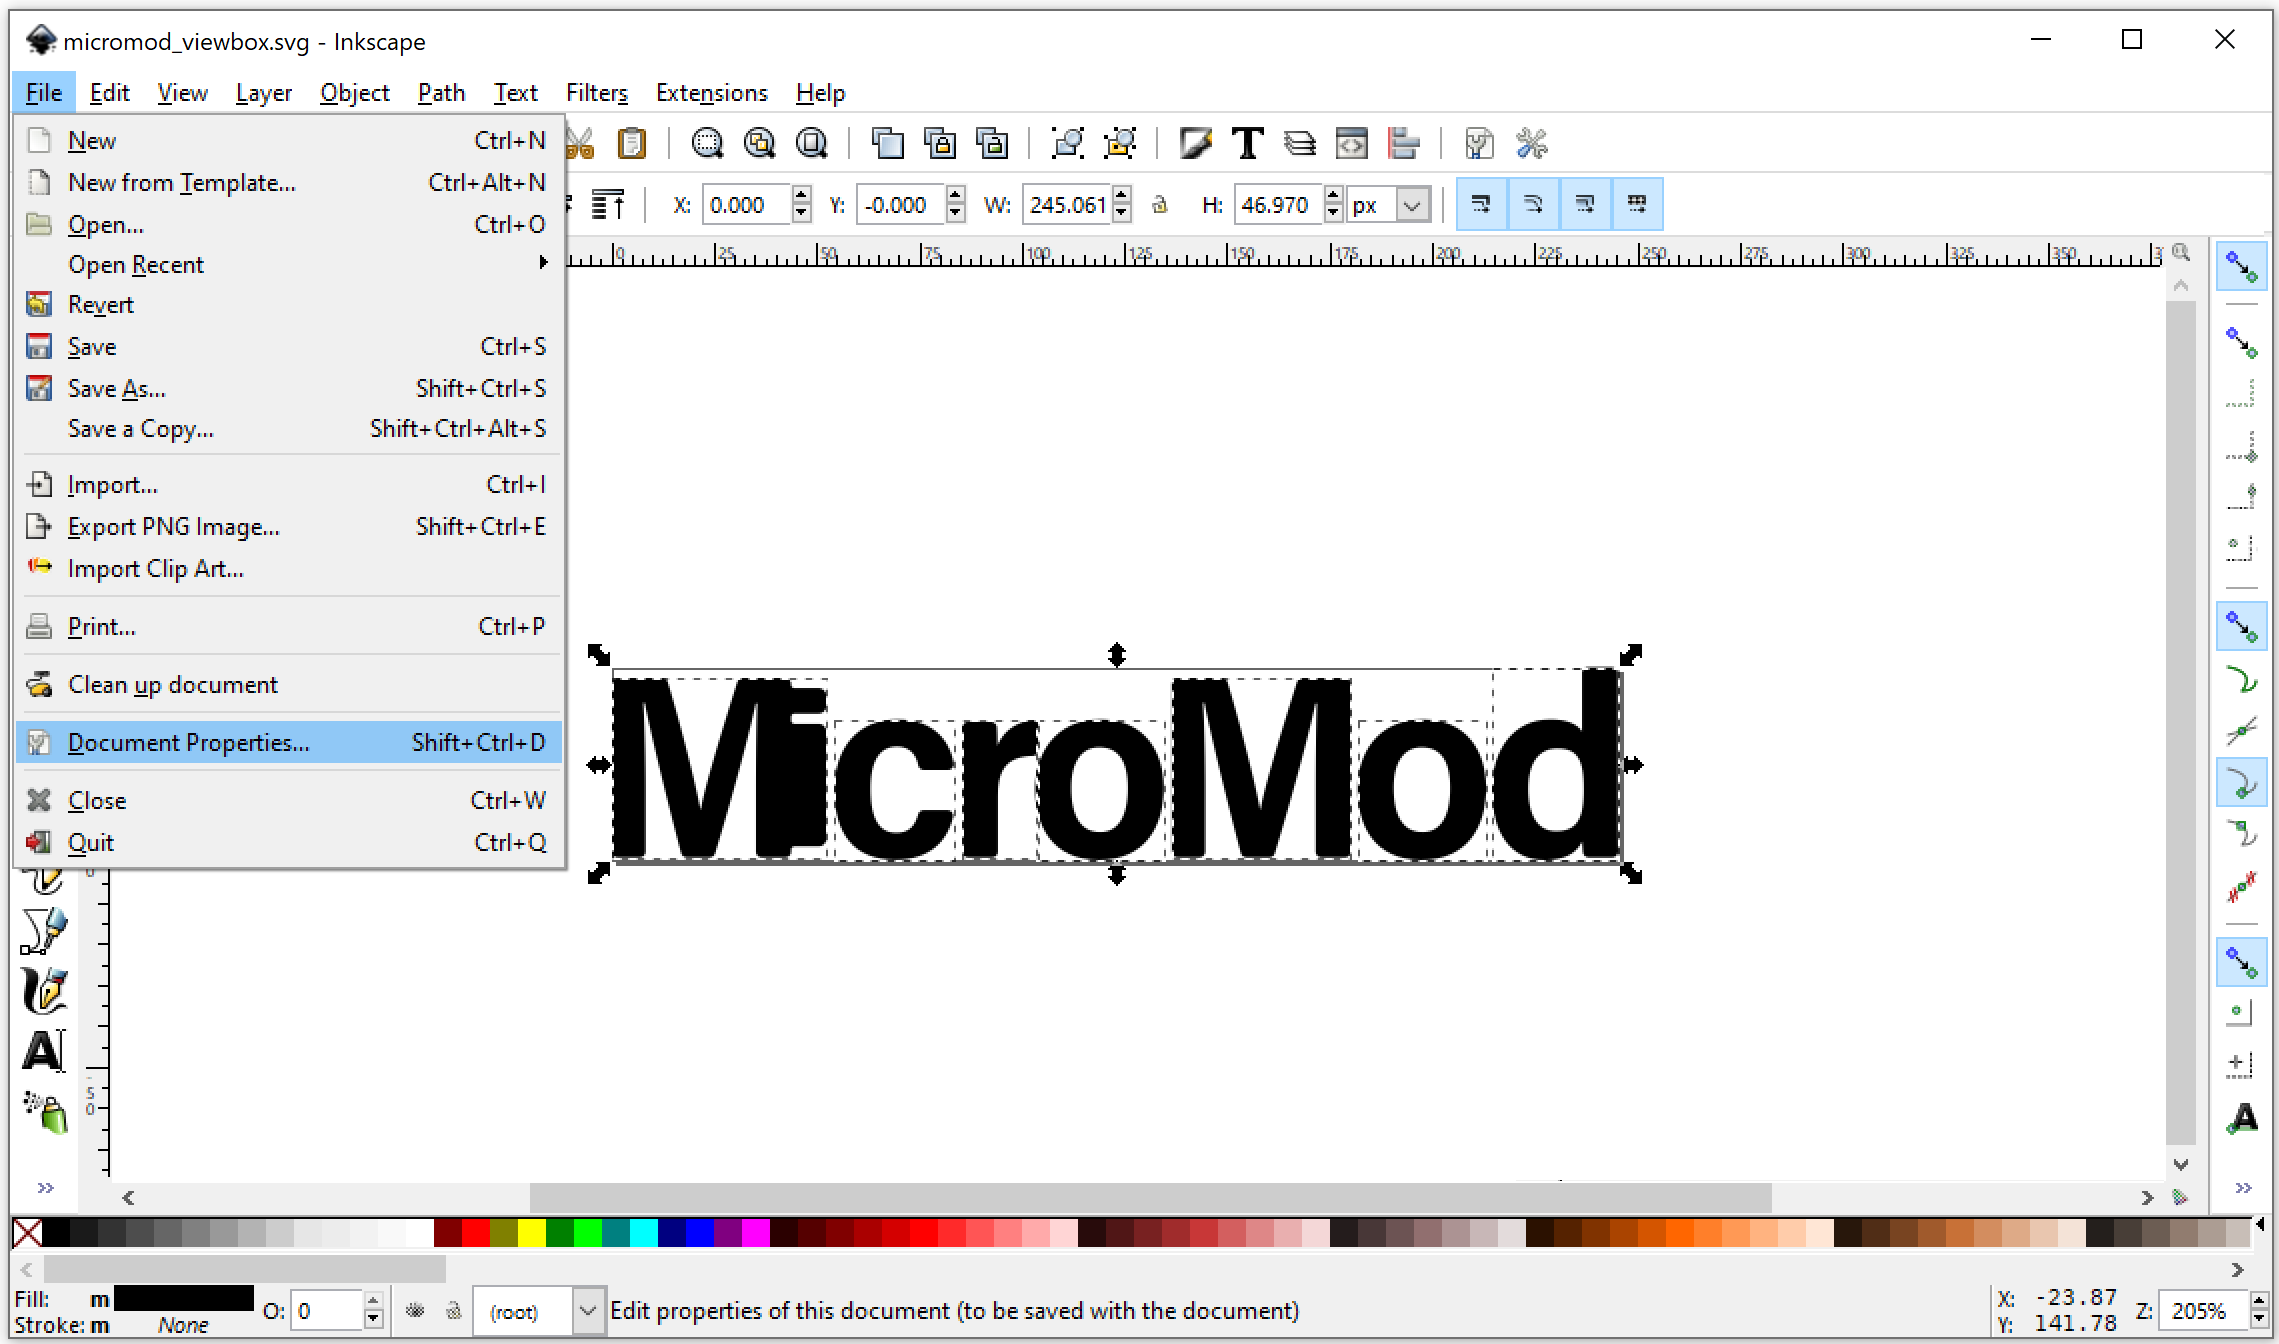 micromod_viewbox.svg - Inkscape
File Edit View Layer Object Path Text Filters Extensions Help
New Ctrl+N
New from Template... Ctrl+Alt+N
Open... Ctrl+O
Open Recent
Revert
Save Ctrl+S
Save As... Shift+Ctrl+S
Save a Copy... Shift+Ctrl+Alt+S
Import... Ctrl+I
Export PNG Image... Shift+Ctrl+E
Import Clip Art...
Print... Ctrl+P
Clean up document
Document Properties... Shift+Ctrl+D
Close Ctrl+W
Quit Ctrl+Q
X: 0.000 Y: -0.000 W: 245.061 H: 46.970 px
0 25 50 75 100 125 150 175 200 225 250 275 300 325 350
MicroMod
50
Fill: m O: 0 (root) Edit properties of this document (to be saved with the document) X: -23.87 Z: 205%
Stroke: m None Y: 141.78